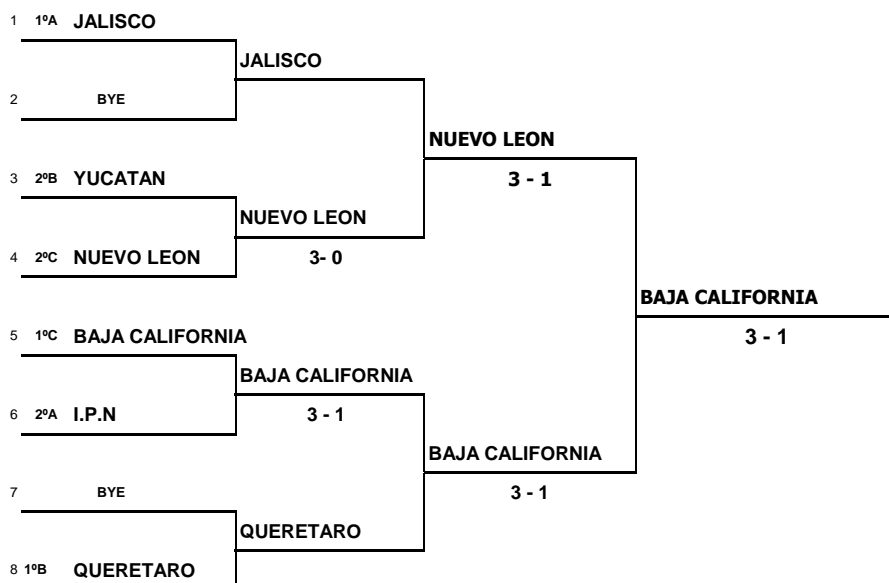 1 1ºA JALISCO
JALISCO
2 BYE
NUEVO LEON
3 2ºB YUCATAN
3 - 1
NUEVO LEON
4 2ºC NUEVO LEON
3- 0
BAJA CALIFORNIA
5 1ºC BAJA CALIFORNIA
3 - 1
BAJA CALIFORNIA
6 2ºA I.P.N
3 - 1
BAJA CALIFORNIA
7 BYE
3 - 1
QUERETARO
8 1ºB QUERETARO